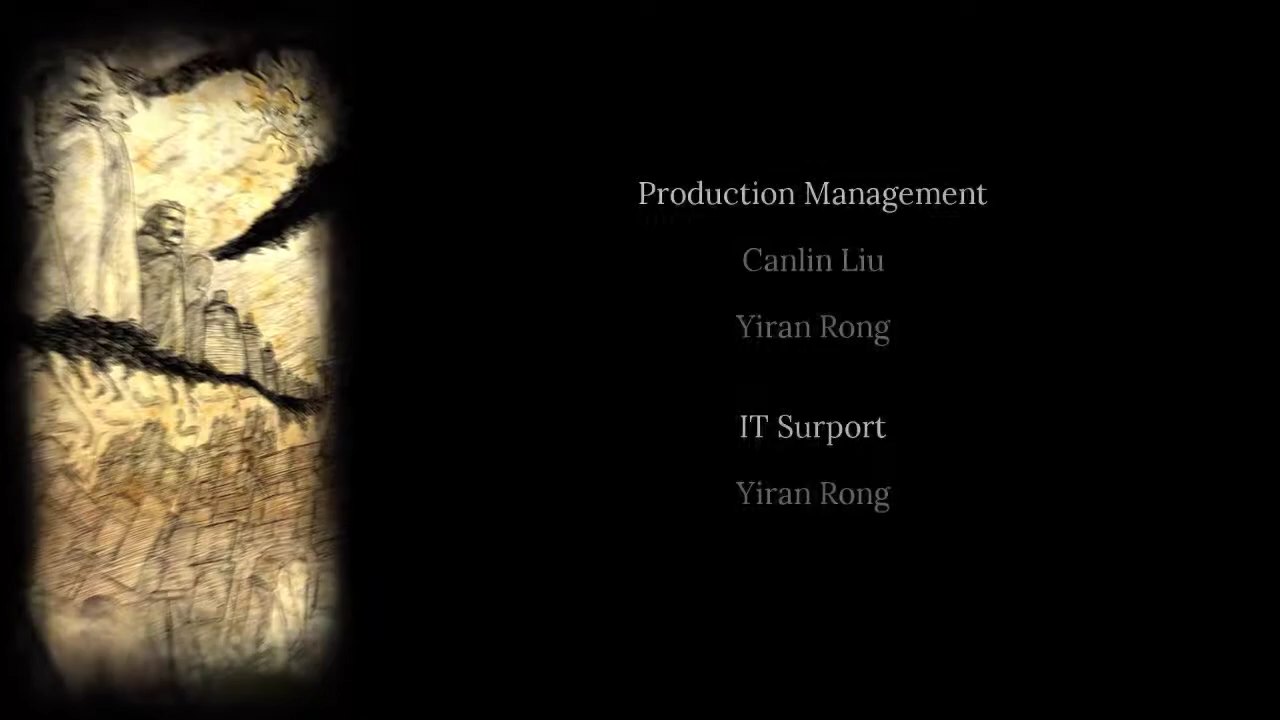 Production Management
Canlin Liu
Yiran Rong
IT Surport
Yiran Rong